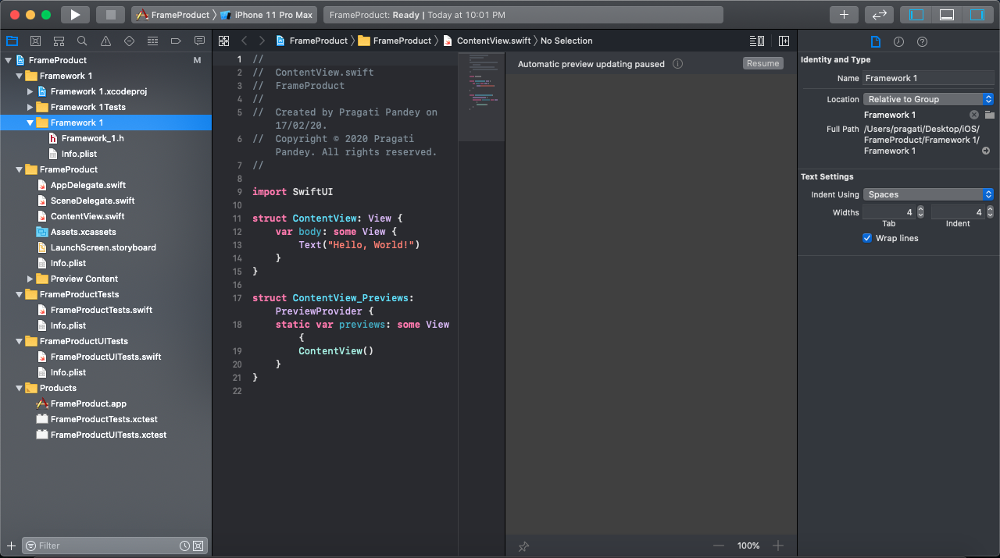 FrameProduct iPhone 11 Pro Max
FrameProduct: Ready | Today at 10:01 PM
FrameProduct FrameProduct ContentView.swift No Selection
FrameProduct M
Framework 1
Framework 1.xcodeproj
Framework 1Tests
Framework 1
Framework_1.h
Info.plist
FrameProduct
AppDelegate.swift
SceneDelegate.swift
ContentView.swift
Assets.xcassets
LaunchScreen.storyboard
Info.plist
Preview Content
FrameProductTests
FrameProductTests.swift
Info.plist
FrameProductUITests
FrameProductUITests.swift
Info.plist
Products
FrameProduct.app
FrameProductTests.xctest
FrameProductUITests.xctest
Filter
1 //
2 //  ContentView.swift
3 //  FrameProduct
4 //
5 //  Created by Pragati Pandey on
17/02/20.
6 //  Copyright © 2020 Pragati
Pandey. All rights reserved.
7 //
8
9 import SwiftUI
10
11 struct ContentView: View {
12     var body: some View {
13         Text("Hello, World!")
14     }
15 }
16
17 struct ContentView_Previews:
PreviewProvider {
18     static var previews: some View
{
19         ContentView()
20     }
21 }
22
Automatic preview updating paused
Resume
100%
Identity and Type
Name Framework 1
Location Relative to Group
Framework 1
Full Path /Users/pragati/Desktop/iOS/
FrameProduct/Framework 1/
Framework 1
Text Settings
Indent Using Spaces
Widths 4 4
Tab Indent
Wrap lines